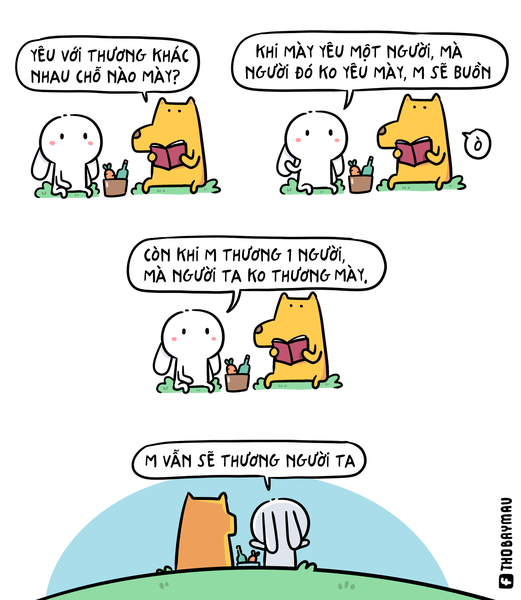 YÊU VỚI THƯƠNG KHÁC
NHAU CHỖ NÀO MÀY?
KHI MÀY YÊU MỘT NGƯỜI, MÀ
NGƯỜI ĐÓ KO YÊU MÀY, M SẼ BUỒN
Ò
CÒN KHI M THƯƠNG 1 NGƯỜI,
MÀ NGƯỜI TA KO THƯƠNG MÀY,
M VẪN SẼ THƯƠNG NGƯỜI TA
THOBAYMAU